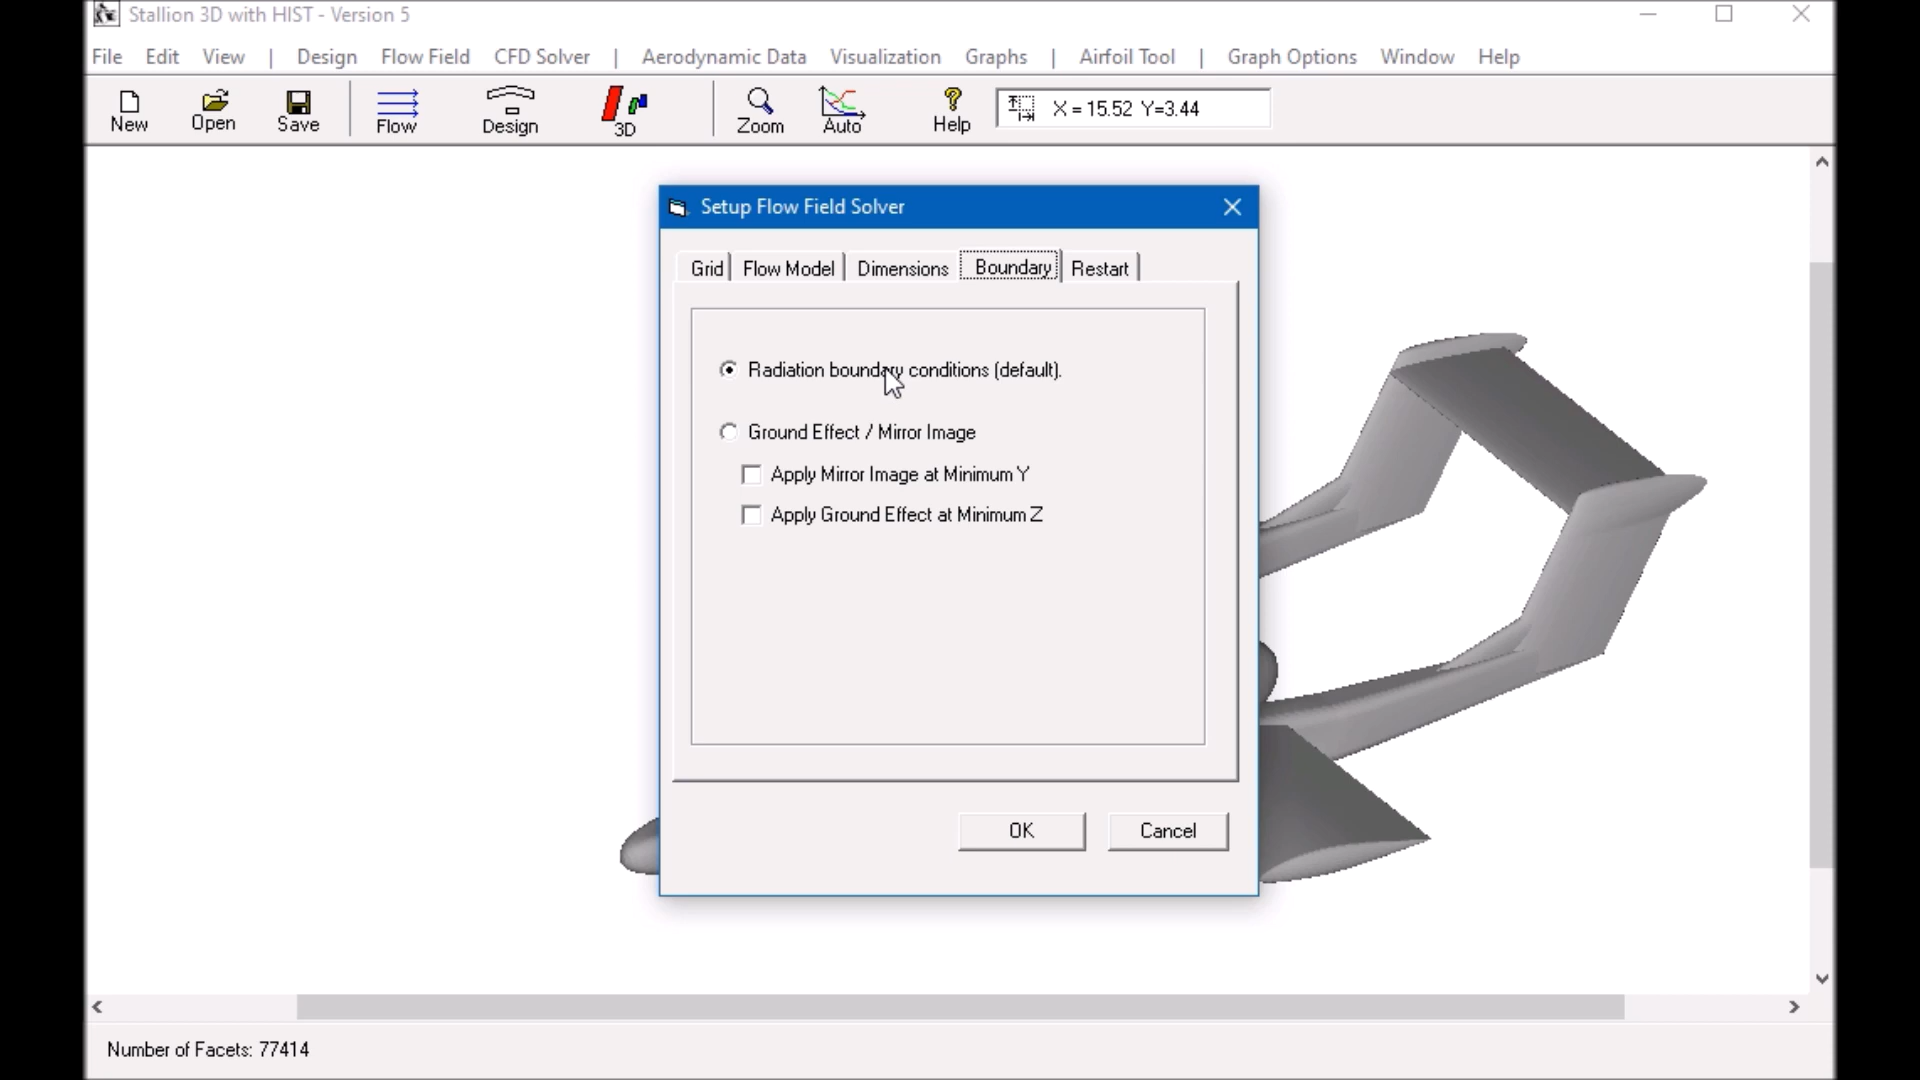 Stallion 3D with HIST - Version 5
File Edit View | Design Flow Field CFD Solver | Aerodynamic Data Visualization Graphs | Airfoil Tool | Graph Options Window Help
New Open Save Flow Design 3D Zoom Auto Help X = 15.52 Y=3.44
Setup Flow Field Solver
Grid Flow Model Dimensions Boundary Restart
Radiation boundary conditions (default).
Ground Effect / Mirror Image
Apply Mirror Image at Minimum Y
Apply Ground Effect at Minimum Z
OK Cancel
Number of Facets: 77414